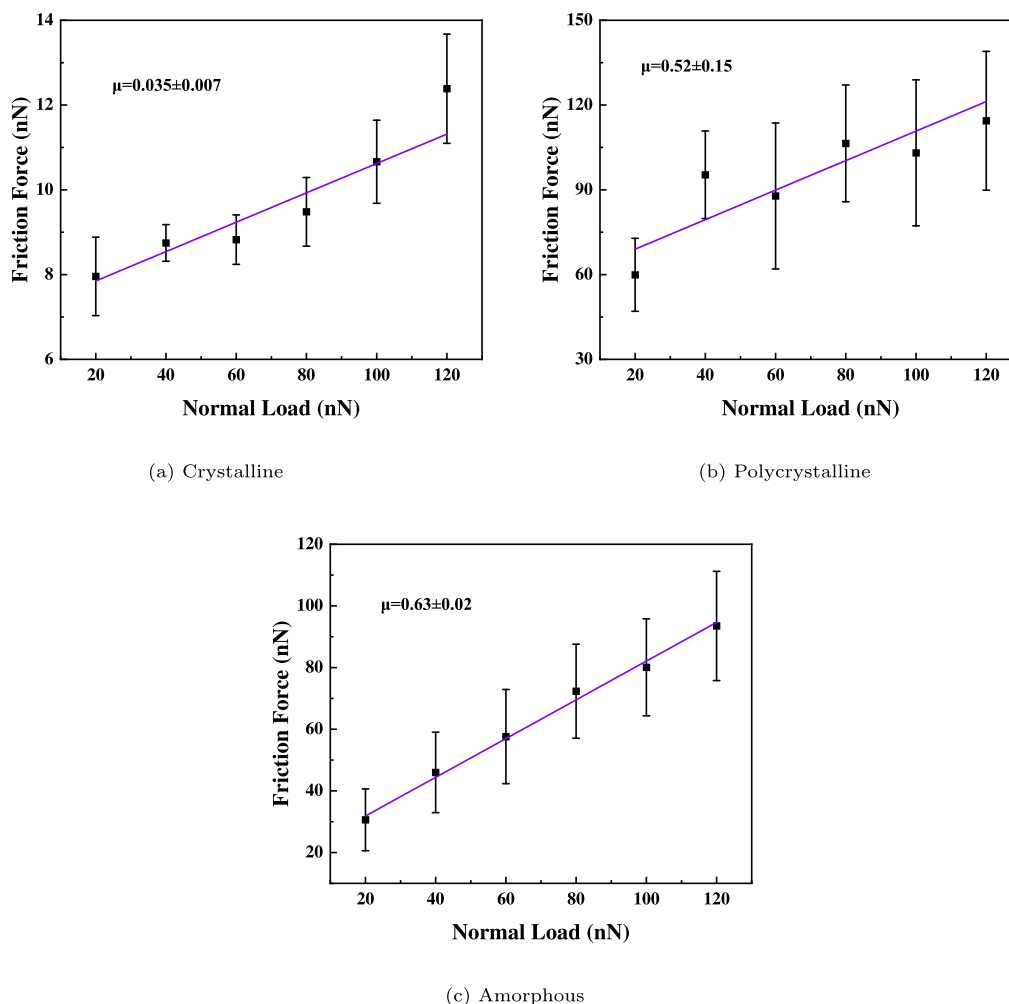 14
12
10
8
6
Friction Force (nN)
μ=0.035±0.007
20 40 60 80 100 120
Normal Load (nN)
(a) Crystalline
150
120
90
60
30
Friction Force (nN)
μ=0.52±0.15
20 40 60 80 100 120
Normal Load (nN)
(b) Polycrystalline
120
100
80
60
40
20
Friction Force (nN)
μ=0.63±0.02
20 40 60 80 100 120
Normal Load (nN)
(c) Amorphous